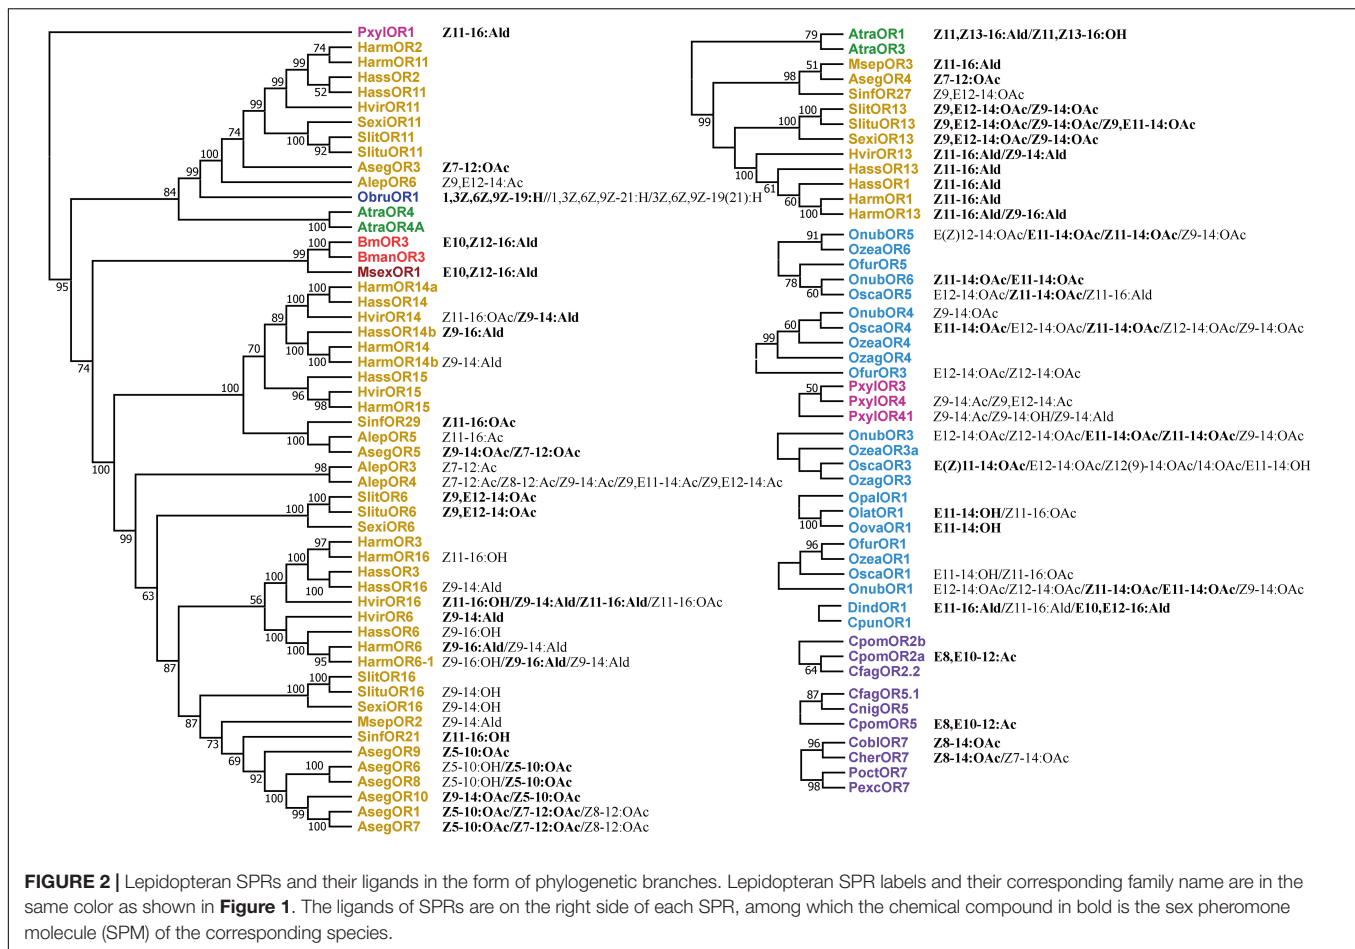 PxylOR1 Z11-16:Ald
74 HarmOR2
99 HarmOR11
HassOR2
99 52 HassOR11
99 HvirOR11
SexiOR11
74 SlitOR11
100 92 SlituOR11
100 AsegOR3 Z7-12:OAc
99 AlepOR6 Z9,E12-14:Ac
84 ObruOR1 1,3Z,6Z,9Z-19:H//1,3Z,6Z,9Z-21:H/3Z,6Z,9Z-19(21):H
AtraOR4
100 AtraOR4A
100 BmOR3 E10,Z12-16:Ald
99 BmanOR3
MsexOR1 E10,Z12-16:Ald
95
100 HarmOR14a
HassOR14
89 HvirOR14 Z11-16:OAc/Z9-14:Ald
HassOR14b Z9-16:Ald
70 100 HarmOR14
100 HarmOR14b Z9-14:Ald
74
100 HassOR15
96 HvirOR15
98 HarmOR15
SinfOR29 Z11-16:OAc
AlepOR5 Z11-16:Ac
100 AsegOR5 Z9-14:OAc/Z7-12:OAc
100
98 AlepOR3 Z7-12:Ac
AlepOR4 Z7-12:Ac/Z8-12:Ac/Z9-14:Ac/Z9,E11-14:Ac/Z9,E12-14:Ac
100 SlitOR6 Z9,E12-14:OAc
100 SlituOR6 Z9,E12-14:OAc
SexiOR6
99
97 HarmOR3
100 HarmOR16 Z11-16:OH
100 HassOR3
100 HassOR16 Z9-14:Ald
63 56 HvirOR16 Z11-16:OH/Z9-14:Ald/Z11-16:Ald/Z11-16:OAc
HvirOR6 Z9-14:Ald
100 HassOR6 Z9-16:OH
100 HarmOR6 Z9-16:Ald/Z9-14:Ald
95 HarmOR6-1 Z9-16:OH/Z9-16:Ald/Z9-14:Ald
87
100 SlitOR16
100 SlituOR16 Z9-14:OH
SexiOR16 Z9-14:OH
87 MsepOR2 Z9-14:Ald
73 SinfOR21 Z11-16:OH
69 AsegOR9 Z5-10:OAc
100 AsegOR6 Z5-10:OH/Z5-10:OAc
92 AsegOR8 Z5-10:OH/Z5-10:OAc
100 AsegOR10 Z9-14:OAc/Z5-10:OAc
99 AsegOR1 Z5-10:OAc/Z7-12:OAc/Z8-12:OAc
100 AsegOR7 Z5-10:OAc/Z7-12:OAc/Z8-12:OAc
79 AtraOR1 Z11,Z13-16:Ald/Z11,Z13-16:OH
AtraOR3
51 MsepOR3 Z11-16:Ald
98 AsegOR4 Z7-12:OAc
SinfOR27 Z9,E12-14:OAc
100 SlitOR13 Z9,E12-14:OAc/Z9-14:OAc
99 100 SlituOR13 Z9,E12-14:OAc/Z9-14:OAc/Z9,E11-14:OAc
SexiOR13 Z9,E12-14:OAc/Z9-14:OAc
HvirOR13 Z11-16:Ald/Z9-14:Ald
100 HassOR13 Z11-16:Ald
61 HassOR1 Z11-16:Ald
60 HarmOR1 Z11-16:Ald
100 HarmOR13 Z11-16:Ald/Z9-16:Ald
91 OnubOR5 E(Z)12-14:OAc/E11-14:OAc/Z11-14:OAc/Z9-14:OAc
OzeaOR6
OfurOR5
78 OnubOR6 Z11-14:OAc/E11-14:OAc
60 OscaOR5 E12-14:OAc/Z11-14:OAc/Z11-16:Ald
OnubOR4 Z9-14:OAc
60 OscaOR4 E11-14:OAc/E12-14:OAc/Z11-14:OAc/Z12-14:OAc/Z9-14:OAc
99 OzeaOR4
OzagOR4
OfurOR3 E12-14:OAc/Z12-14:OAc
50 PxylOR3
PxylOR4 Z9-14:Ac/Z9,E12-14:Ac
PxylOR41 Z9-14:Ac/Z9-14:OH/Z9-14:Ald
OnubOR3 E12-14:OAc/Z12-14:OAc/E11-14:OAc/Z11-14:OAc/Z9-14:OAc
OzeaOR3a
OscaOR3 E(Z)11-14:OAc/E12-14:OAc/Z12(9)-14:OAc/14:OAc/E11-14:OH
OzagOR3
OpalOR1
OlatOR1 E11-14:OH/Z11-16:OAc
100 OovaOR1 E11-14:OH
96 OfurOR1
OzeaOR1
OscaOR1 E11-14:OH/Z11-16:OAc
OnubOR1 E12-14:OAc/Z12-14:OAc/Z11-14:OAc/E11-14:OAc/Z9-14:OAc
DindOR1 E11-16:Ald/Z11-16:Ald/E10,E12-16:Ald
CpunOR1
CpomOR2b
CpomOR2a E8,E10-12:Ac
64 CfagOR2.2
87 CfagOR5.1
CnigOR5
CpomOR5 E8,E10-12:Ac
96 CoblOR7 Z8-14:OAc
CherOR7 Z8-14:OAc/Z7-14:OAc
PoctOR7
98 PexcOR7
FIGURE 2 | Lepidopteran SPRs and their ligands in the form of phylogenetic branches. Lepidopteran SPR labels and their corresponding family name are in the
same color as shown in Figure 1. The ligands of SPRs are on the right side of each SPR, among which the chemical compound in bold is the sex pheromone
molecule (SPM) of the corresponding species.